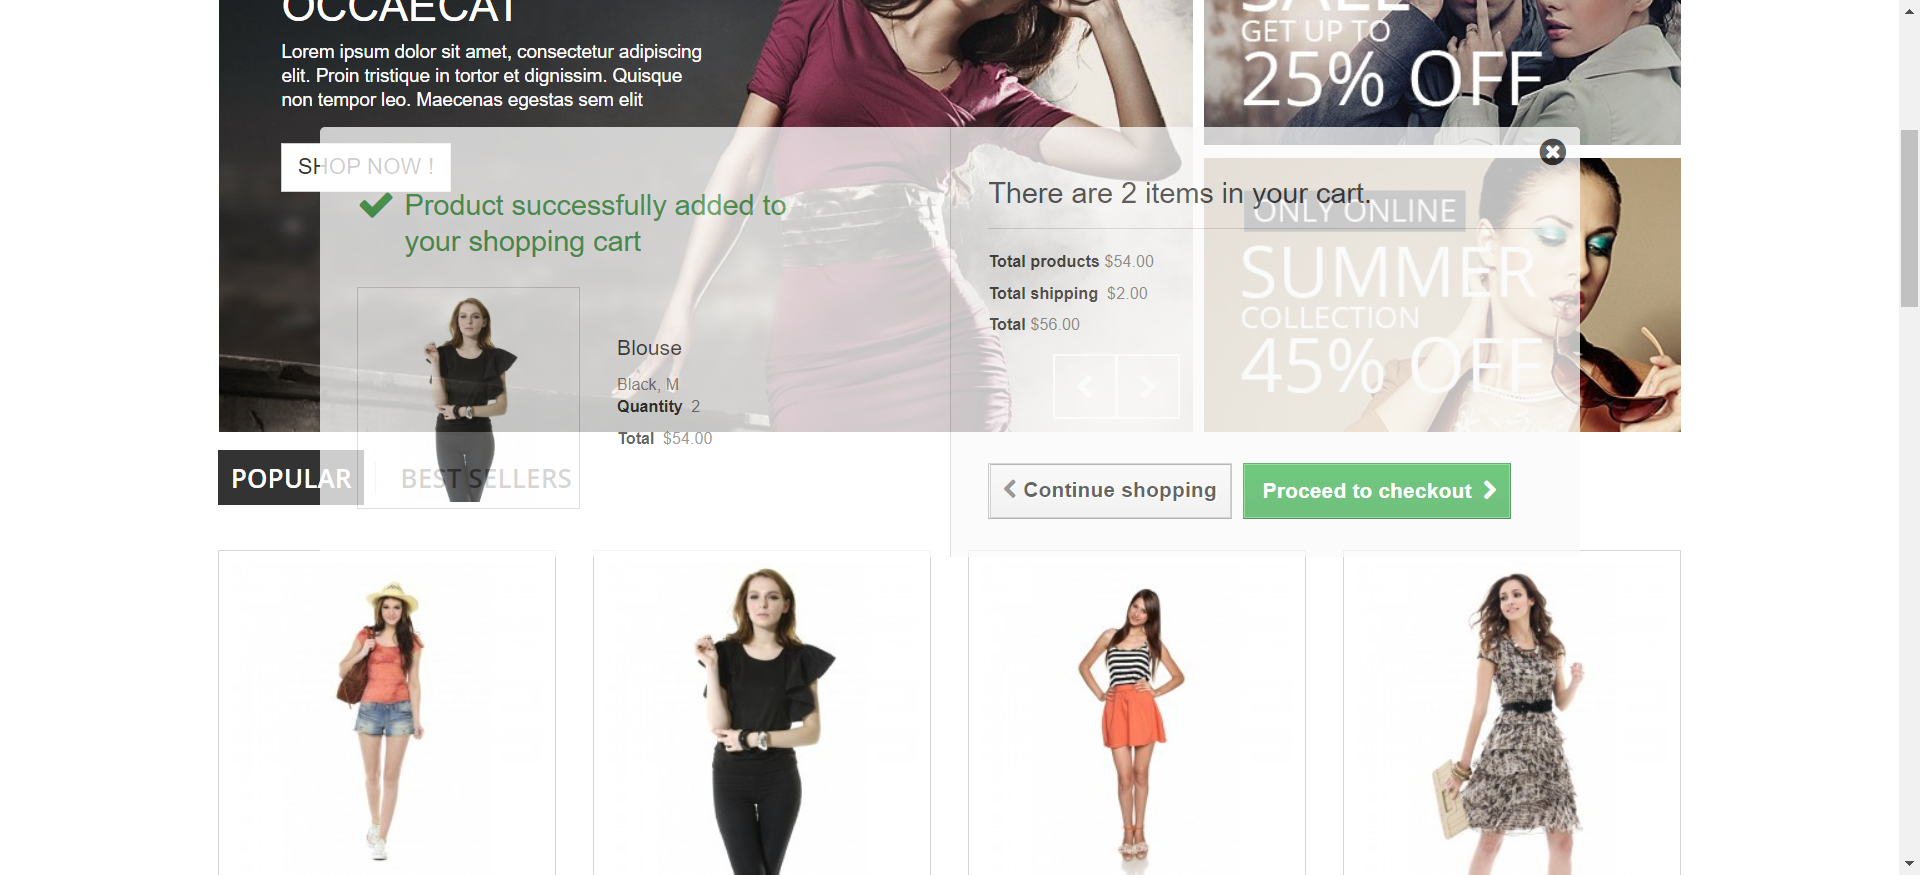 OCCAECAT
Lorem ipsum dolor sit amet, consectetur adipiscing
elit. Proin tristique in tortor et dignissim. Quisque
non tempor leo. Maecenas egestas sem elit
SHOP NOW !
SALE
GET UP TO
25% OFF
Product successfully added to
your shopping cart
Blouse
Black, M
Quantity 2
Total $54.00
There are 2 items in your cart.
Total products $54.00
Total shipping $2.00
Total $56.00
Continue shopping
Proceed to checkout
ONLY ONLINE
SUMMER
COLLECTION
45% OFF
POPULAR
BEST SELLERS